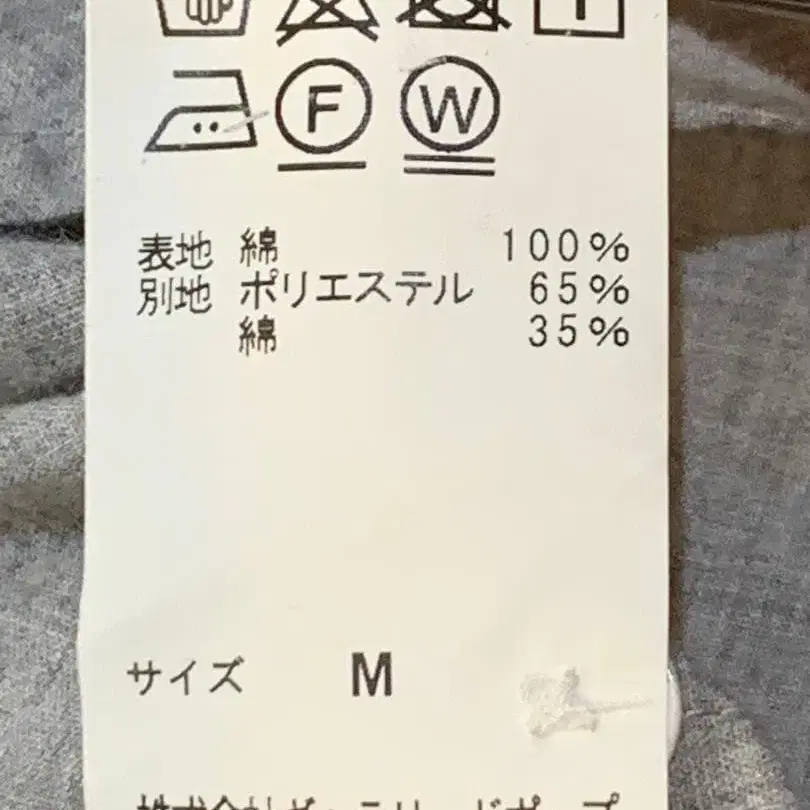 F W
表地 綿 100%
別地 ポリエステル 65%
綿 35%
サイズ M